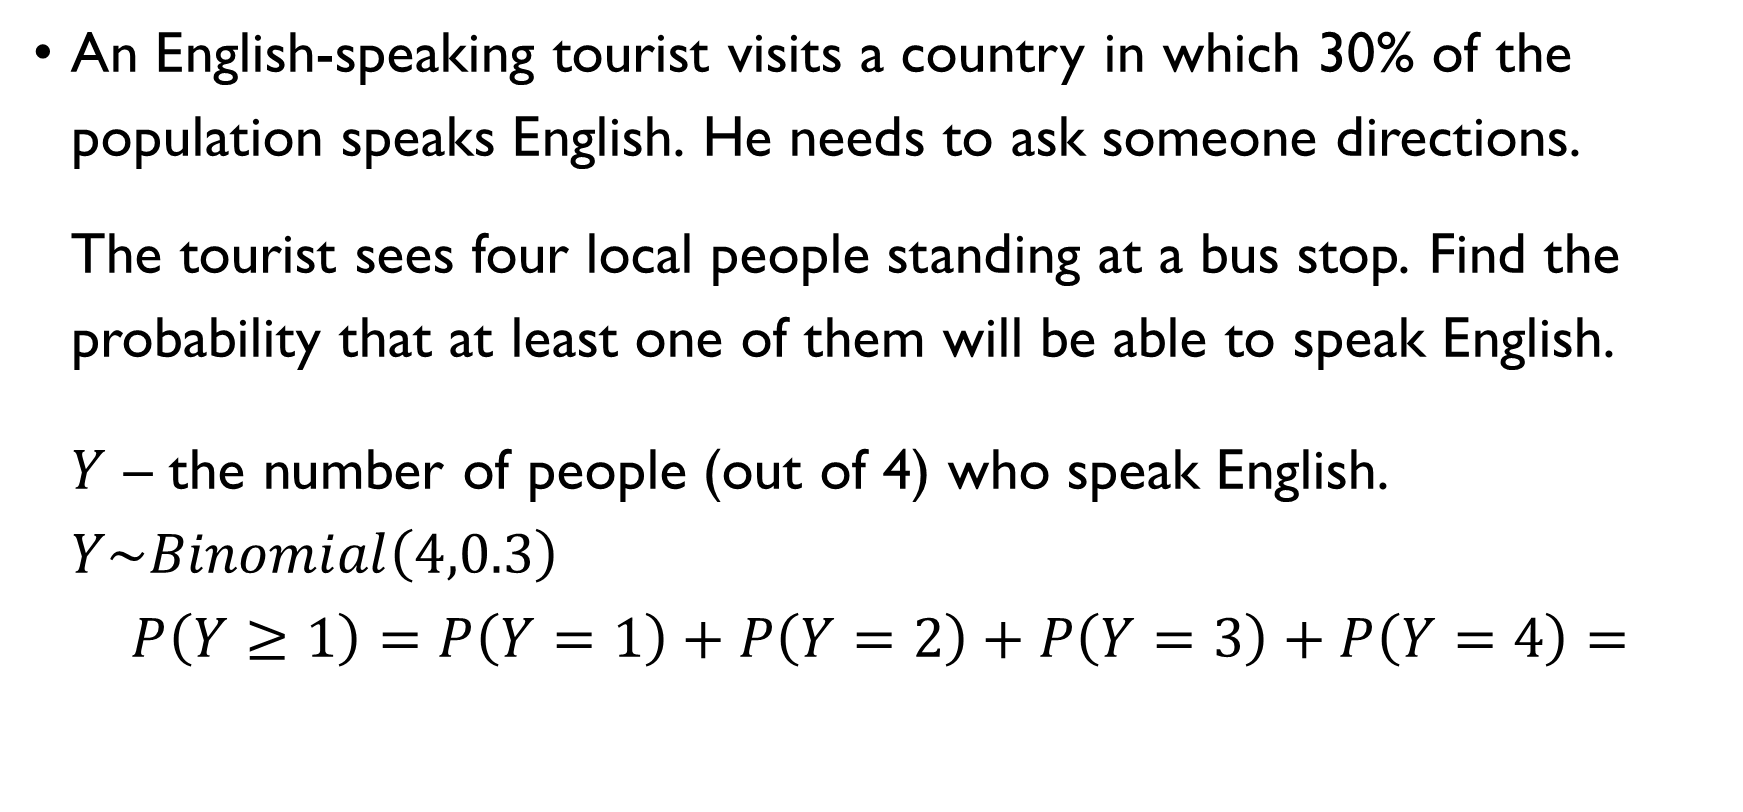 • An English-speaking tourist visits a country in which 30% of the
population speaks English. He needs to ask someone directions.
The tourist sees four local people standing at a bus stop. Find the
probability that at least one of them will be able to speak English.
𝑌 – the number of people (out of 4) who speak English.
𝑌~𝐵𝑖𝑛𝑜𝑚𝑖𝑎𝑙(4,0.3)
𝑃(𝑌 ≥ 1) = 𝑃(𝑌 = 1) + 𝑃(𝑌 = 2) + 𝑃(𝑌 = 3) + 𝑃(𝑌 = 4) =